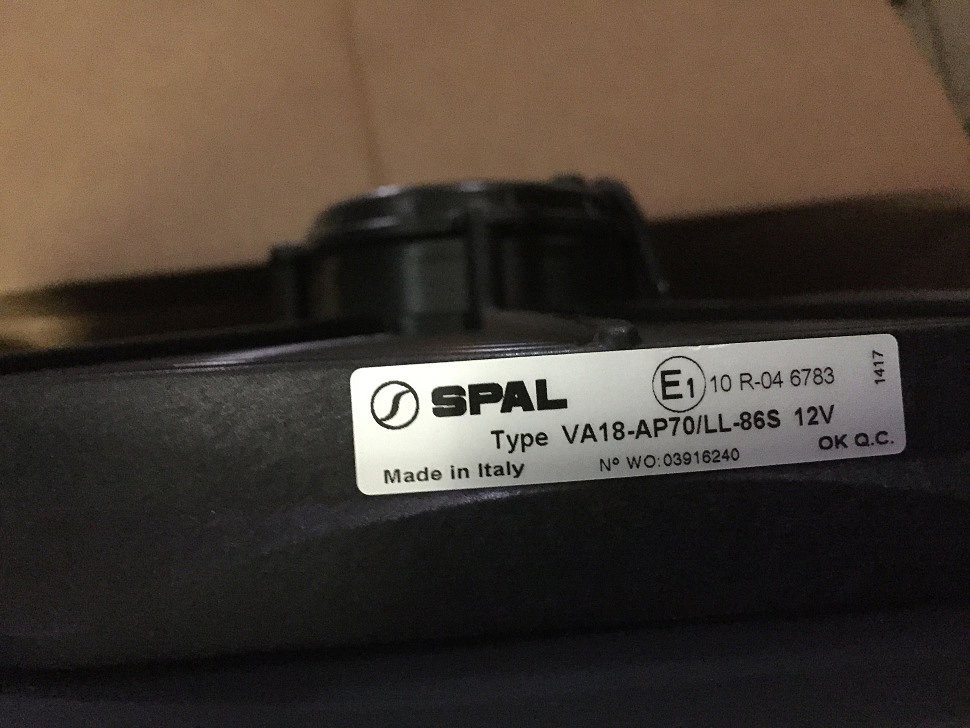 SPAL E1 10 R-04 6783
1417
Type VA18-AP70/LL-86S 12V
Made in Italy Nº WO:03916240 OK Q.C.